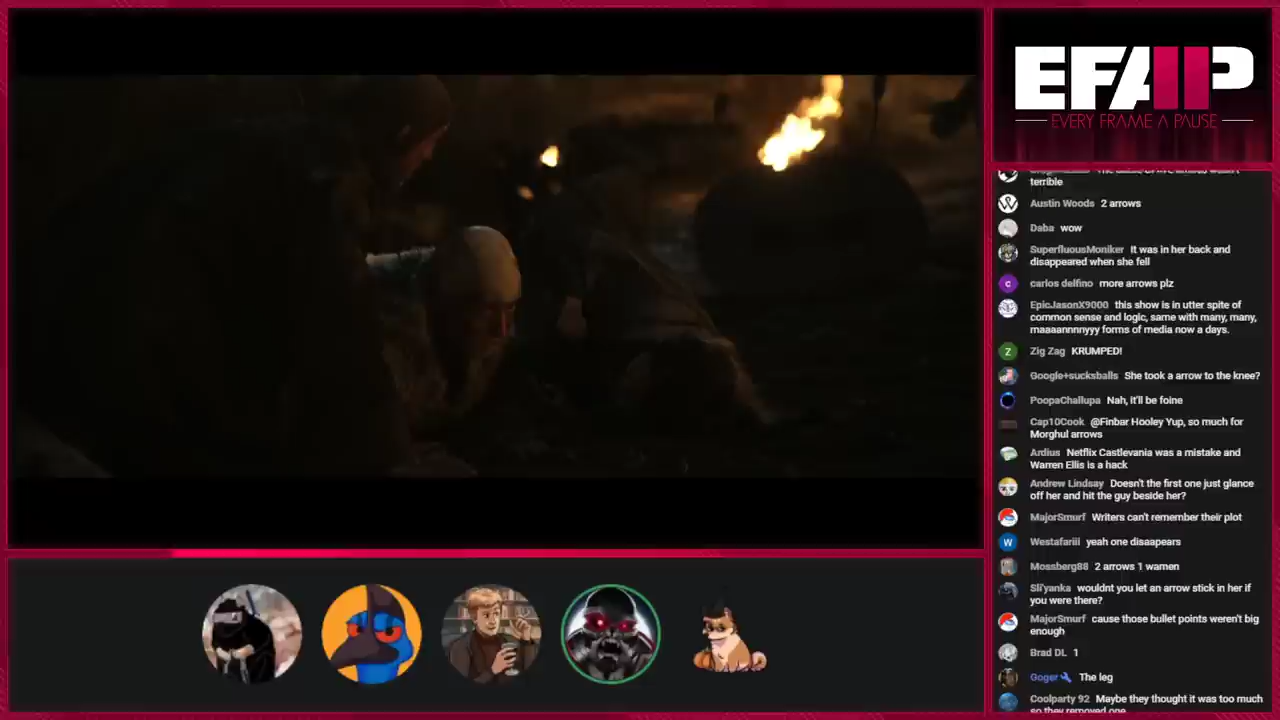 EFAP
EVERY FRAME A PAUSE
terrible
Austin Woods 2 arrows
Daba wow
SuperfluousMoniker It was in her back and
disappeared when she fell
c
carlos delfino more arrows plz
EpicJasonX9000 this show is in utter spite of
common sense and logic, same with many, many,
maaaannnnyyy forms of media now a days.
Z
Zig Zag KRUMPED!
Google+sucksballs She took a arrow to the knee?
PoopaChallupa Nah, it'll be foine
Cap10Cook @Finbar Hooley Yup, so much for
Morghul arrows
Ardius Netflix Castlevania was a mistake and
Warren Ellis is a hack
Andrew Lindsay Doesn't the first one just glance
off her and hit the guy beside her?
MajorSmurf Writers can't remember their plot
W
Westafariii yeah one disaapears
Mossberg88 2 arrows 1 wamen
Sli'yanka wouldnt you let an arrow stick in her if
you were there?
MajorSmurf cause those bullet points weren't big
enough
Brad DL 1
Goger The leg
Coolparty 92 Maybe they thought it was too much
so they removed one